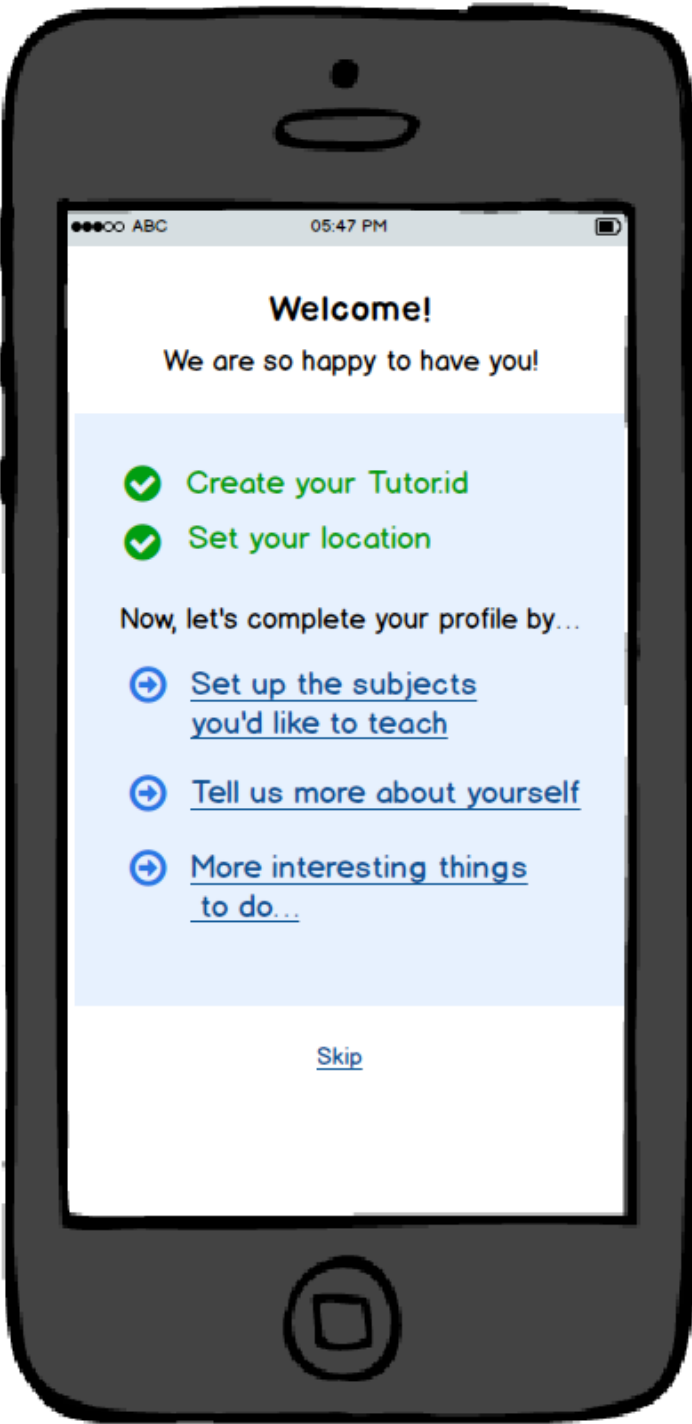 ABC 05:47 PM
Welcome!
We are so happy to have you!
Create your Tutor.id
Set your location
Now, let's complete your profile by...
Set up the subjects
you'd like to teach
Tell us more about yourself
More interesting things
to do...
Skip